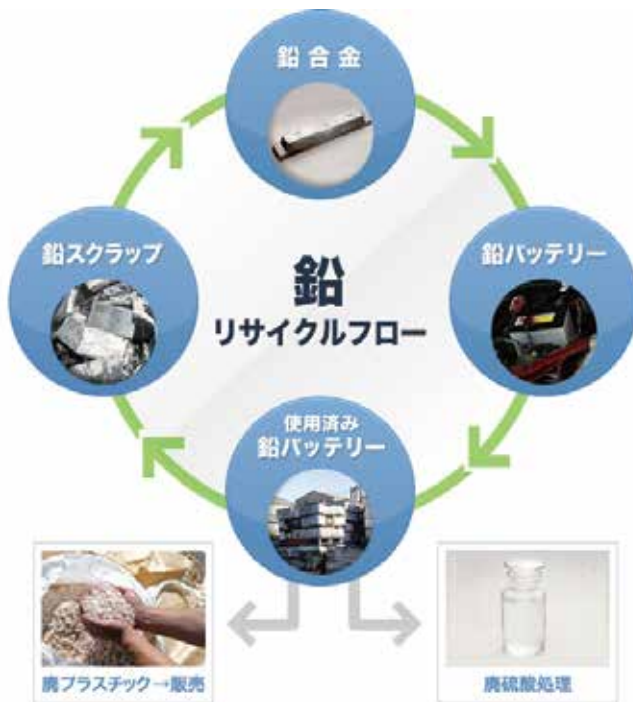 鉛合金
鉛スクラップ
鉛バッテリー
鉛
リサイクルフロー
使用済み
鉛バッテリー
廃プラスチック→販売
廃硫酸処理